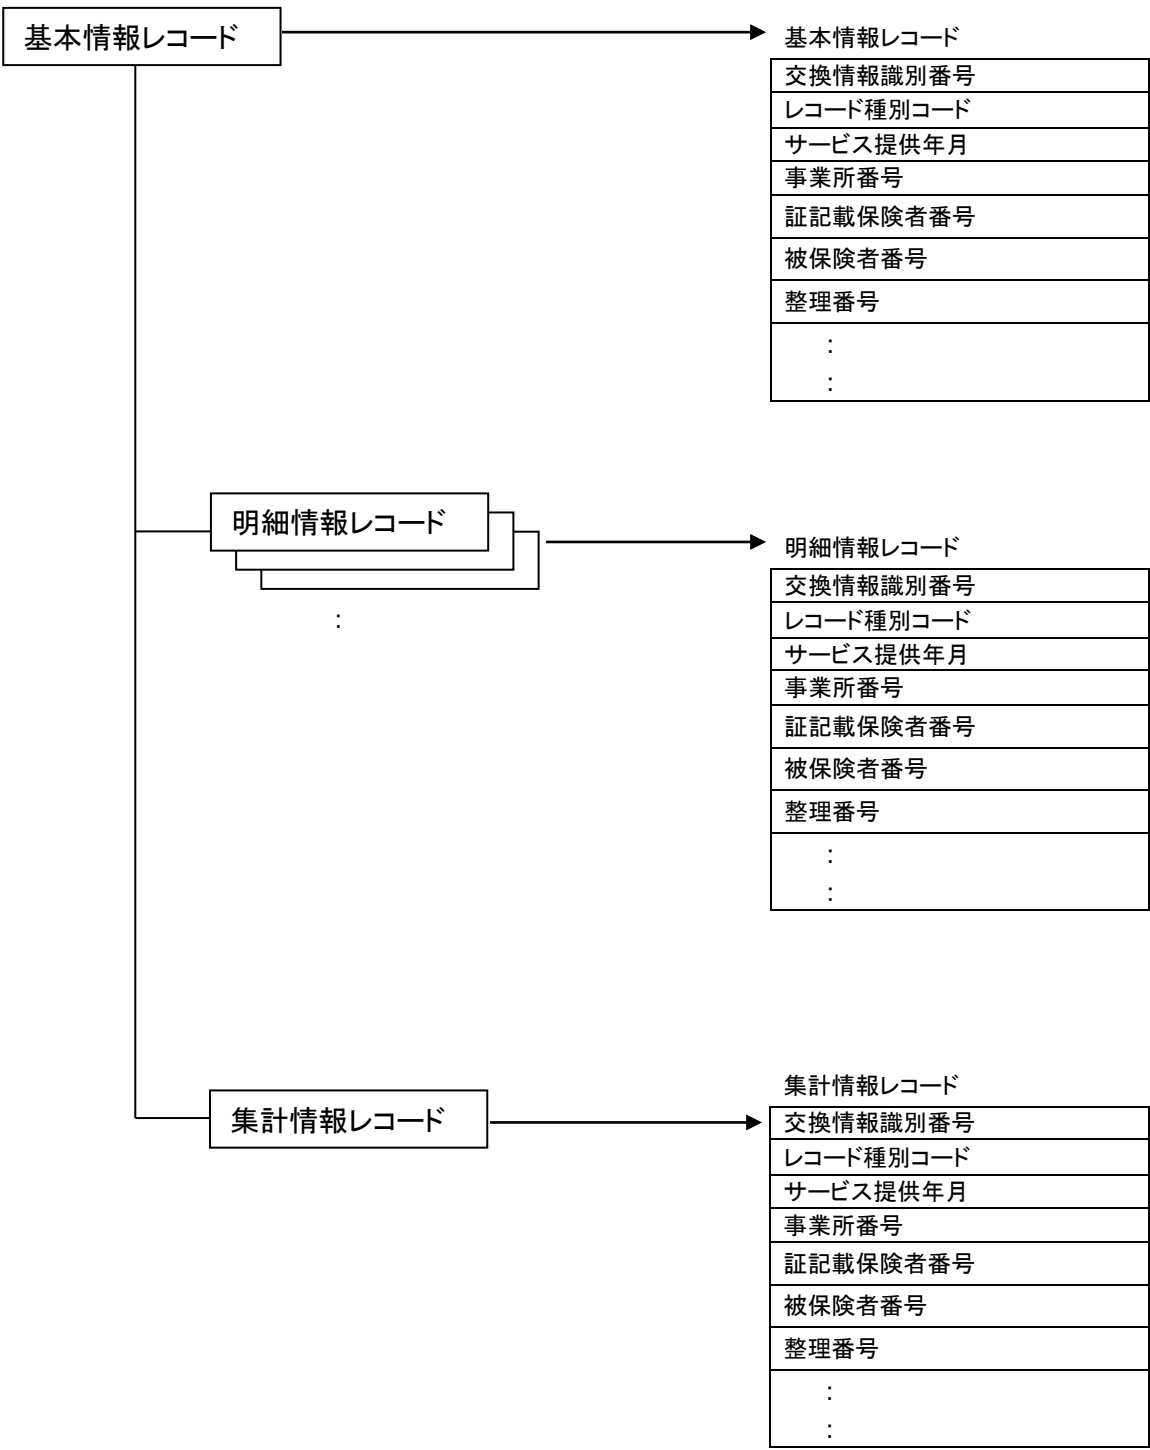 基本情報レコード
基本情報レコード
交換情報識別番号
レコード種別コード
サービス提供年月
事業所番号
証記載保険者番号
被保険者番号
整理番号
:
:
明細情報レコード
:
明細情報レコード
交換情報識別番号
レコード種別コード
サービス提供年月
事業所番号
証記載保険者番号
被保険者番号
整理番号
:
:
集計情報レコード
集計情報レコード
交換情報識別番号
レコード種別コード
サービス提供年月
事業所番号
証記載保険者番号
被保険者番号
整理番号
:
: